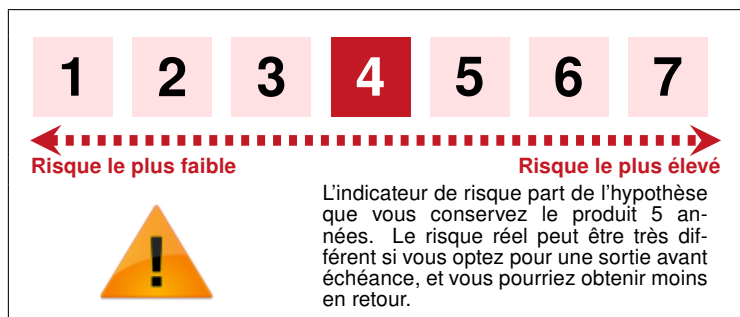 1 2 3 4 5 6 7
Risque le plus faible Risque le plus élevé
L'indicateur de risque part de l'hypothèse
que vous conservez le produit 5 an-
nées. Le risque réel peut être très dif-
férent si vous optez pour une sortie avant
échéance, et vous pourriez obtenir moins
en retour.
!